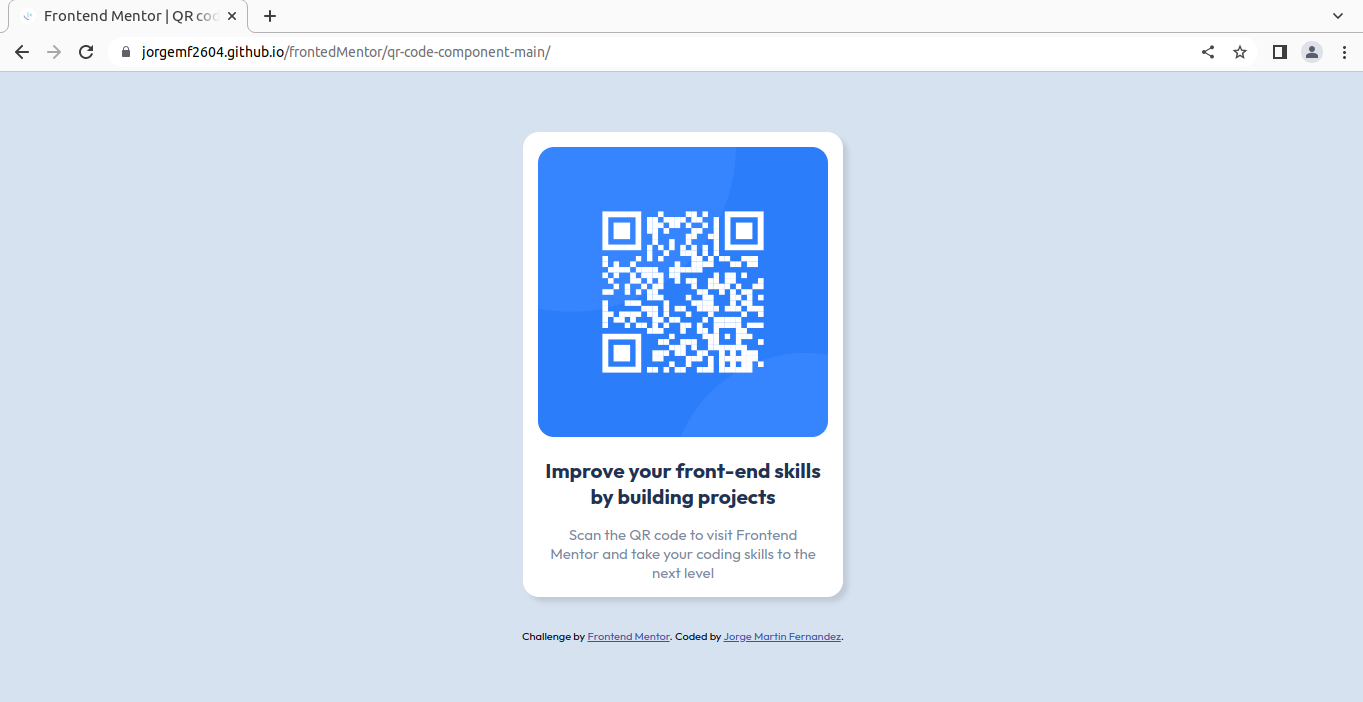 Frontend Mentor | QR cod
jorgemf2604.github.io/frontedMentor/qr-code-component-main/
Improve your front-end skills
by building projects
Scan the QR code to visit Frontend
Mentor and take your coding skills to the
next level
Challenge by Frontend Mentor. Coded by Jorge Martin Fernandez.